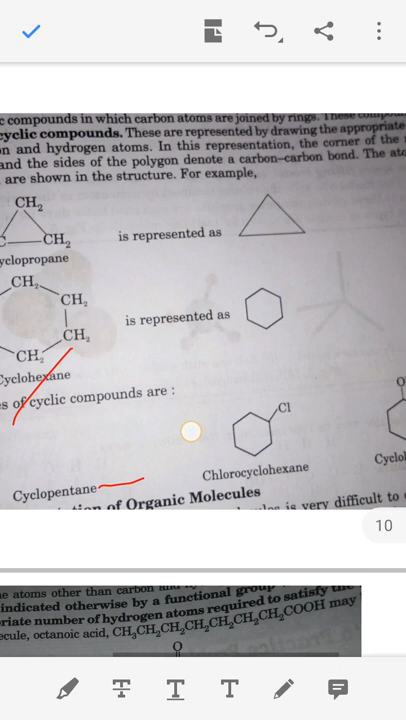 c compounds in which carbon atoms are joined by rings. These
cyclic compounds. These are represented by drawing the appropriate
n and hydrogen atoms. In this representation, the corner of the
and the sides of the polygon denote a carbon–carbon bond. The
are shown in the structure. For example,
CH₂
CH₂
is represented as
yclopropane
CH₂
CH₂
is represented as
CH₂
CH₂
Cyclohexane
s of cyclic compounds are :
Cl
O
Chlorocyclohexane
Cyclopentane
of Organic Molecules
is very difficult to
10
e atoms other than carbon
indicated otherwise by a functional group
riate number of hydrogen atoms required to satisfy the
ecule, octanoic acid, CH₃CH₂CH₂CH₂CH₂CH₂CH₂COOH may
O
T T T